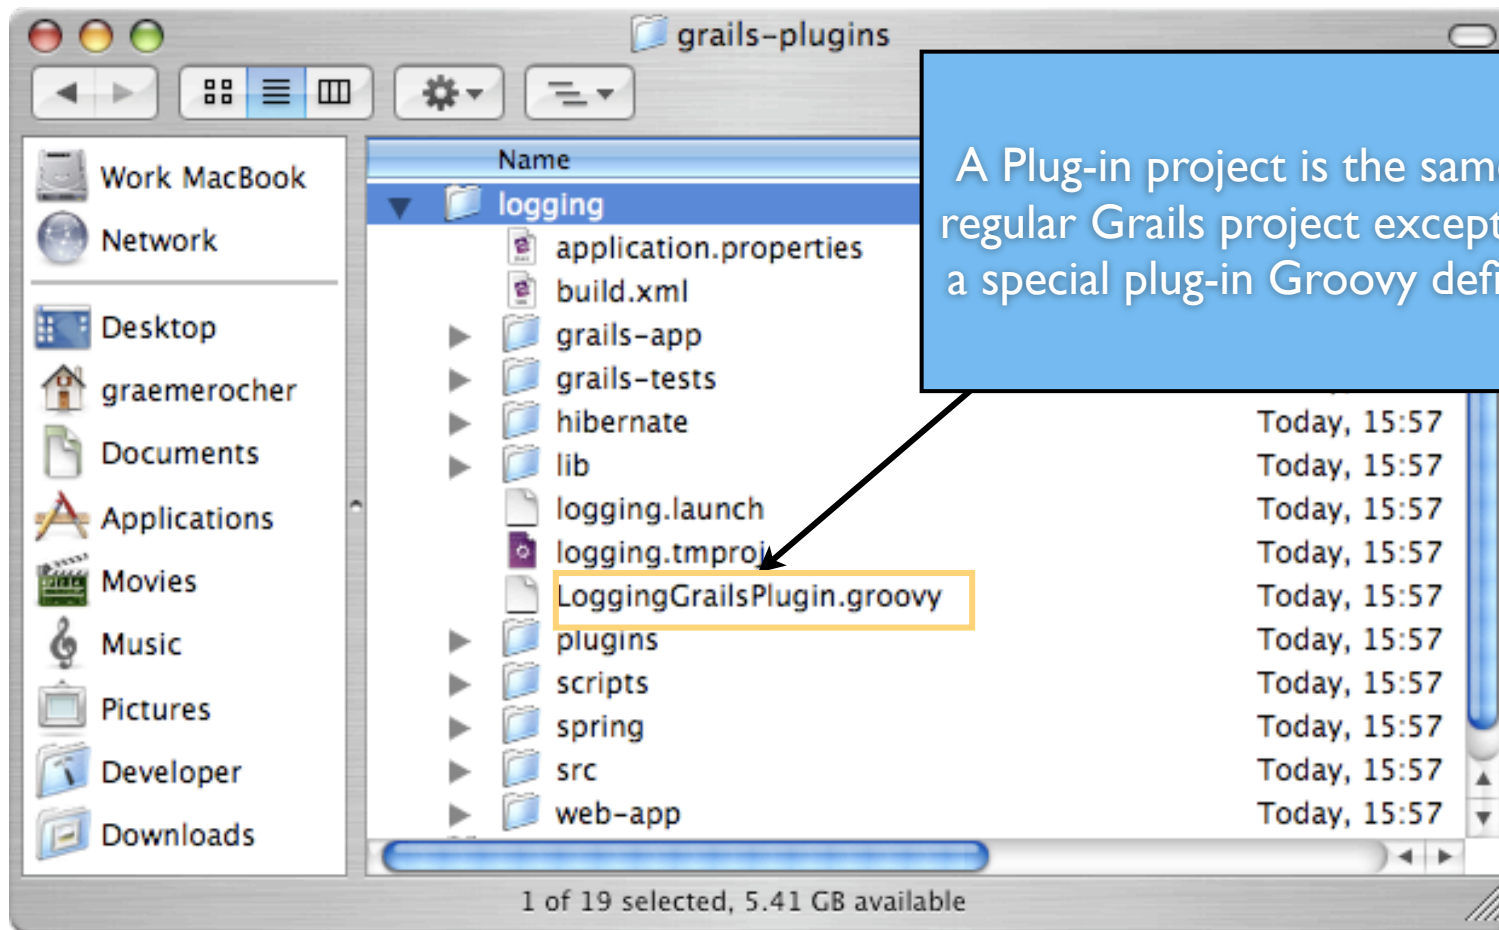 grails-plugins
A Plug-in project is the same
regular Grails project except
a special plug-in Groovy
Name
Work MacBook
Network
Desktop
graemerocher
Documents
Applications
Movies
Music
Pictures
Developer
Downloads
logging
application.properties
build.xml
grails-app
grails-tests
hibernate Today, 15:57
lib Today, 15:57
logging.launch Today, 15:57
logging.tmproj Today, 15:57
LoggingGrailsPlugin.groovy Today, 15:57
plugins Today, 15:57
scripts Today, 15:57
spring Today, 15:57
src Today, 15:57
web-app Today, 15:57
1 of 19 selected, 5.41 GB available